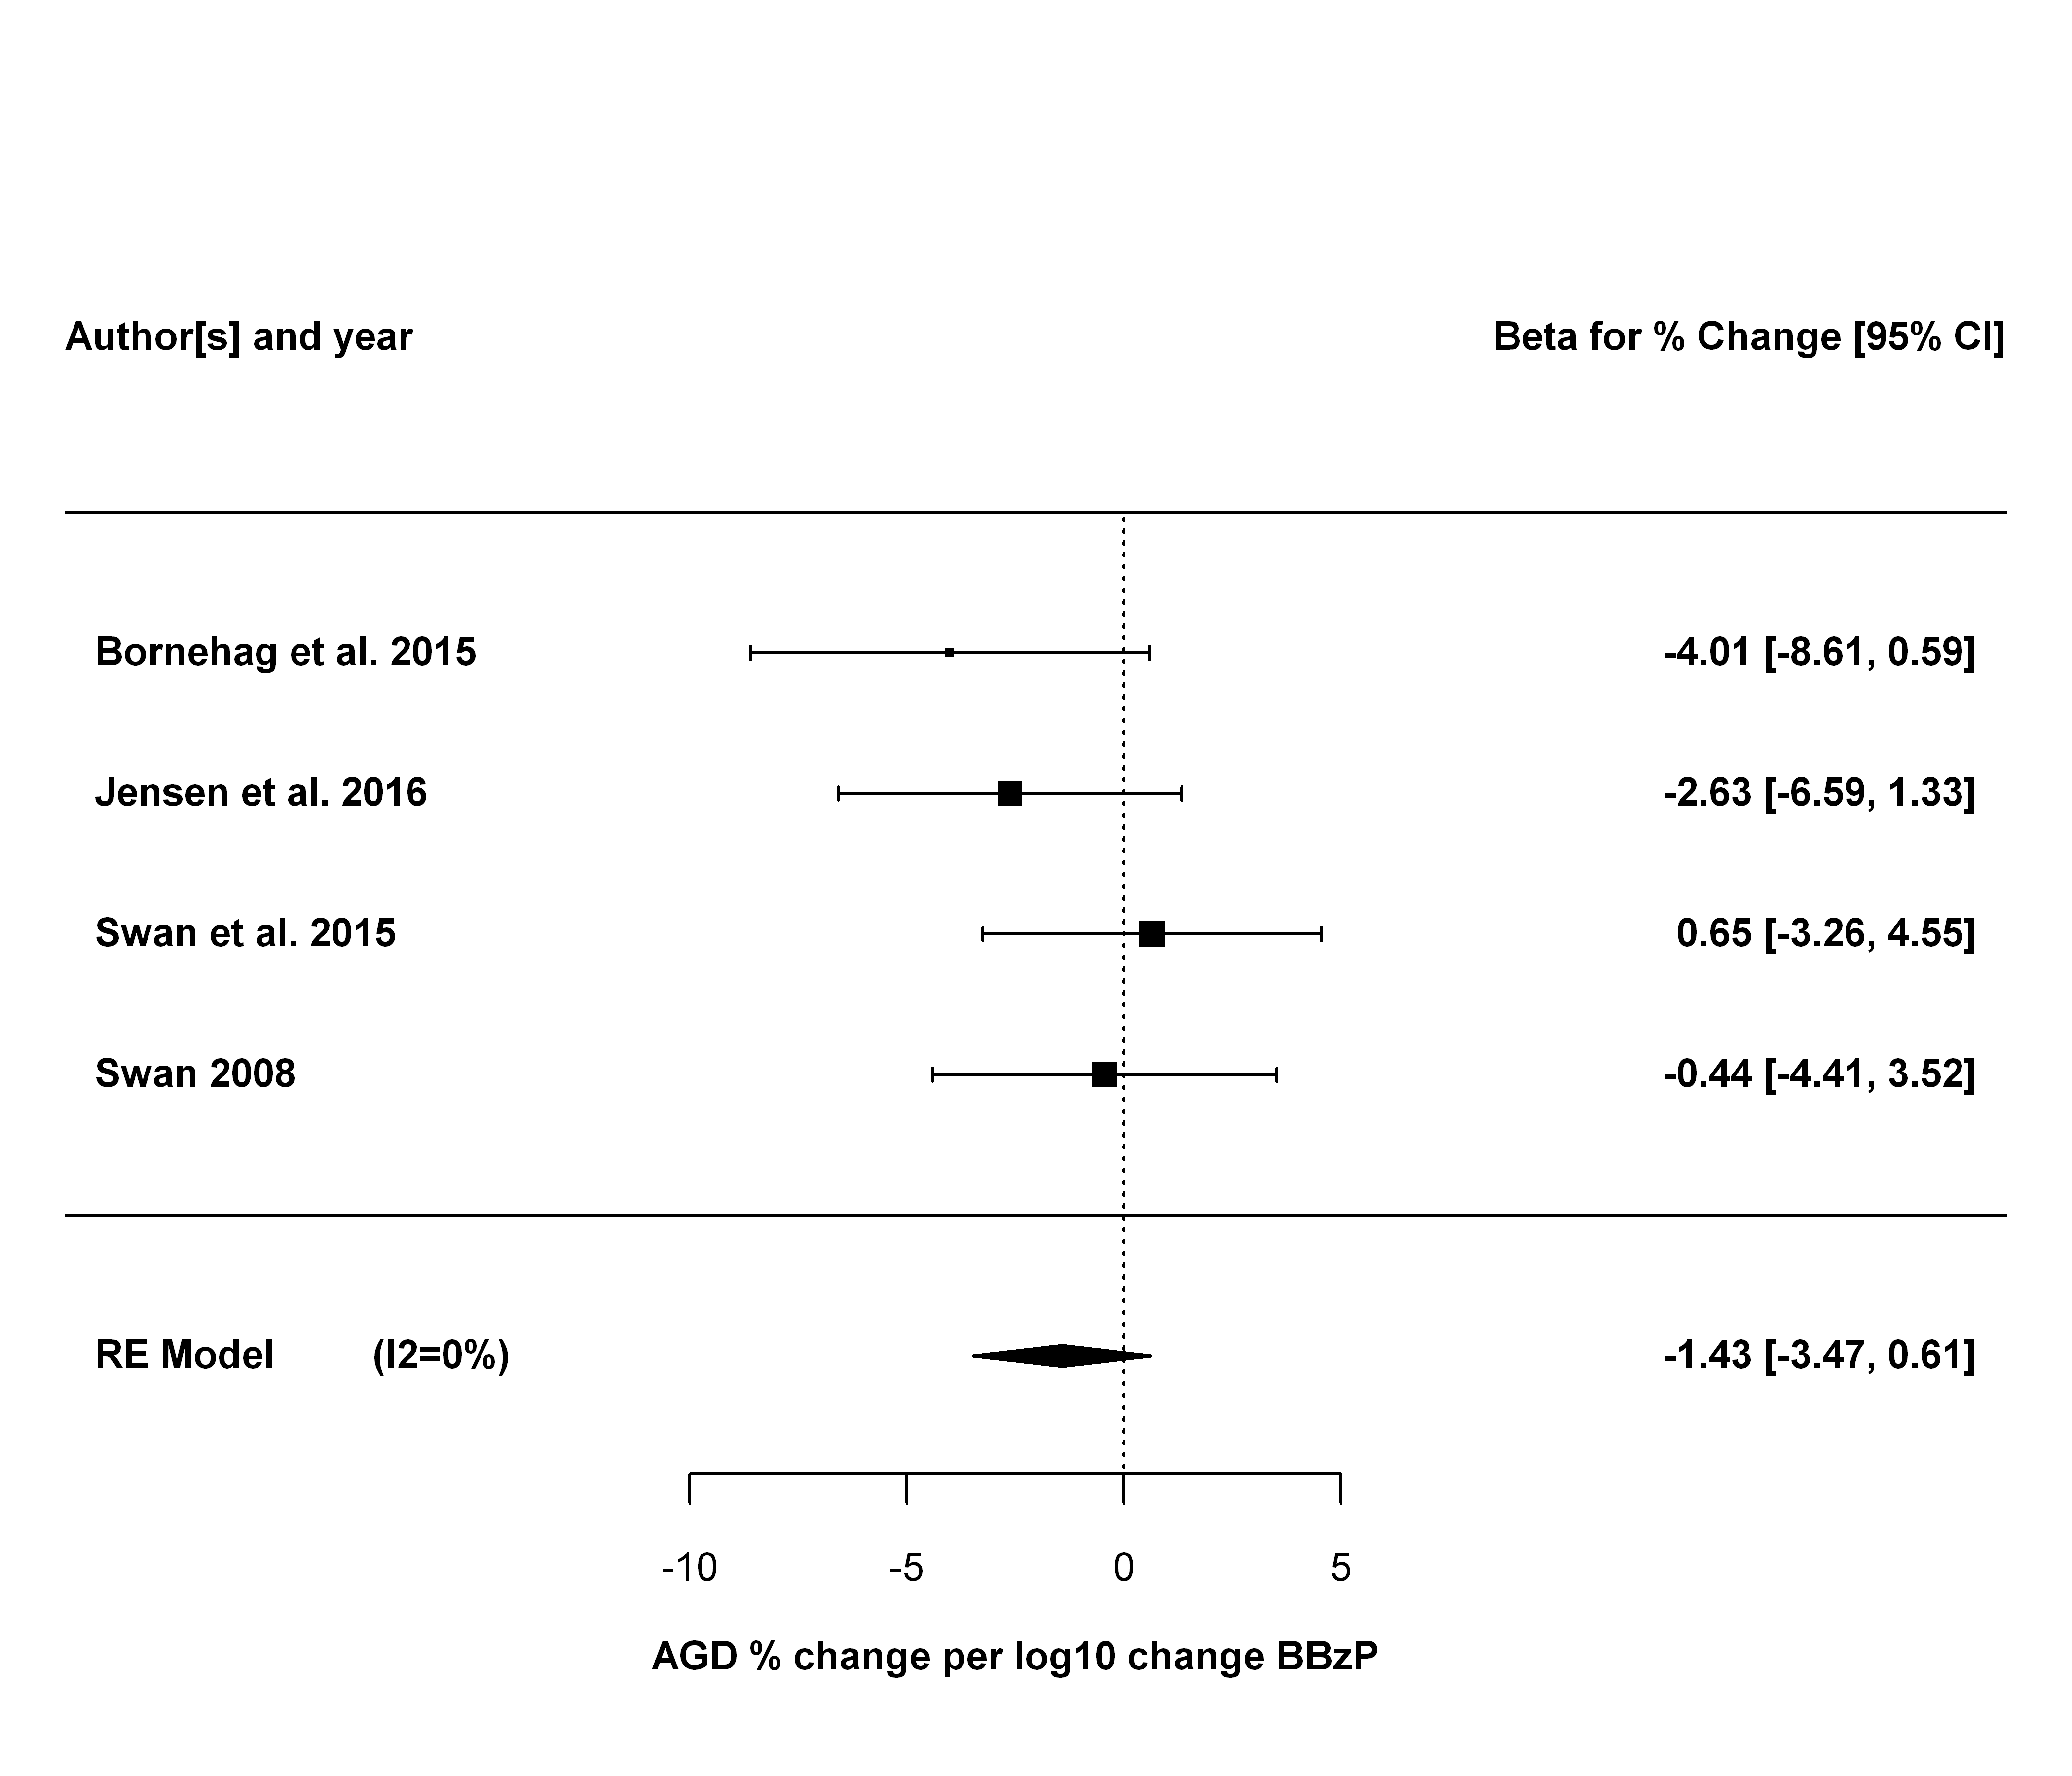 Author[s] and year Beta for % Change [95% CI]
Bornehag et al. 2015 -4.01 [-8.61, 0.59]
Jensen et al. 2016 -2.63 [-6.59, 1.33]
Swan et al. 2015 0.65 [-3.26, 4.55]
Swan 2008 -0.44 [-4.41, 3.52]
RE Model (I2=0%) -1.43 [-3.47, 0.61]
-10 -5 0 5
AGD % change per log10 change BBzP